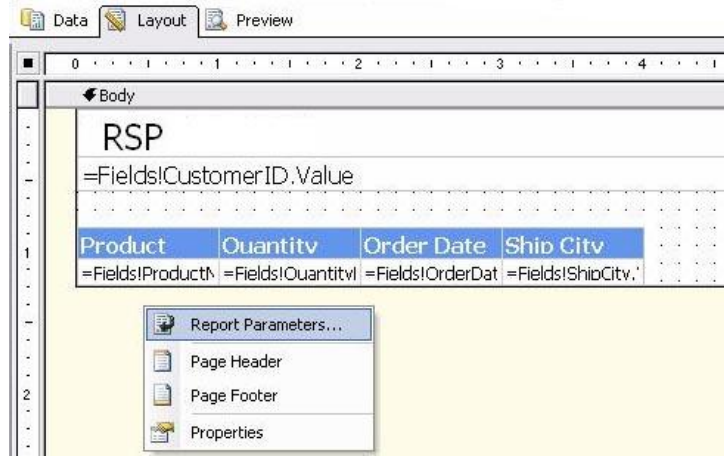 Data Layout Preview
0 1 2 3 4
Body
RSP
=Fields!CustomerID.Value
1
Product Quantity Order Date Ship City
=Fields!ProductN =Fields!Quantity =Fields!OrderDat =Fields!ShipCity.
Report Parameters...
Page Header
2
Page Footer
Properties